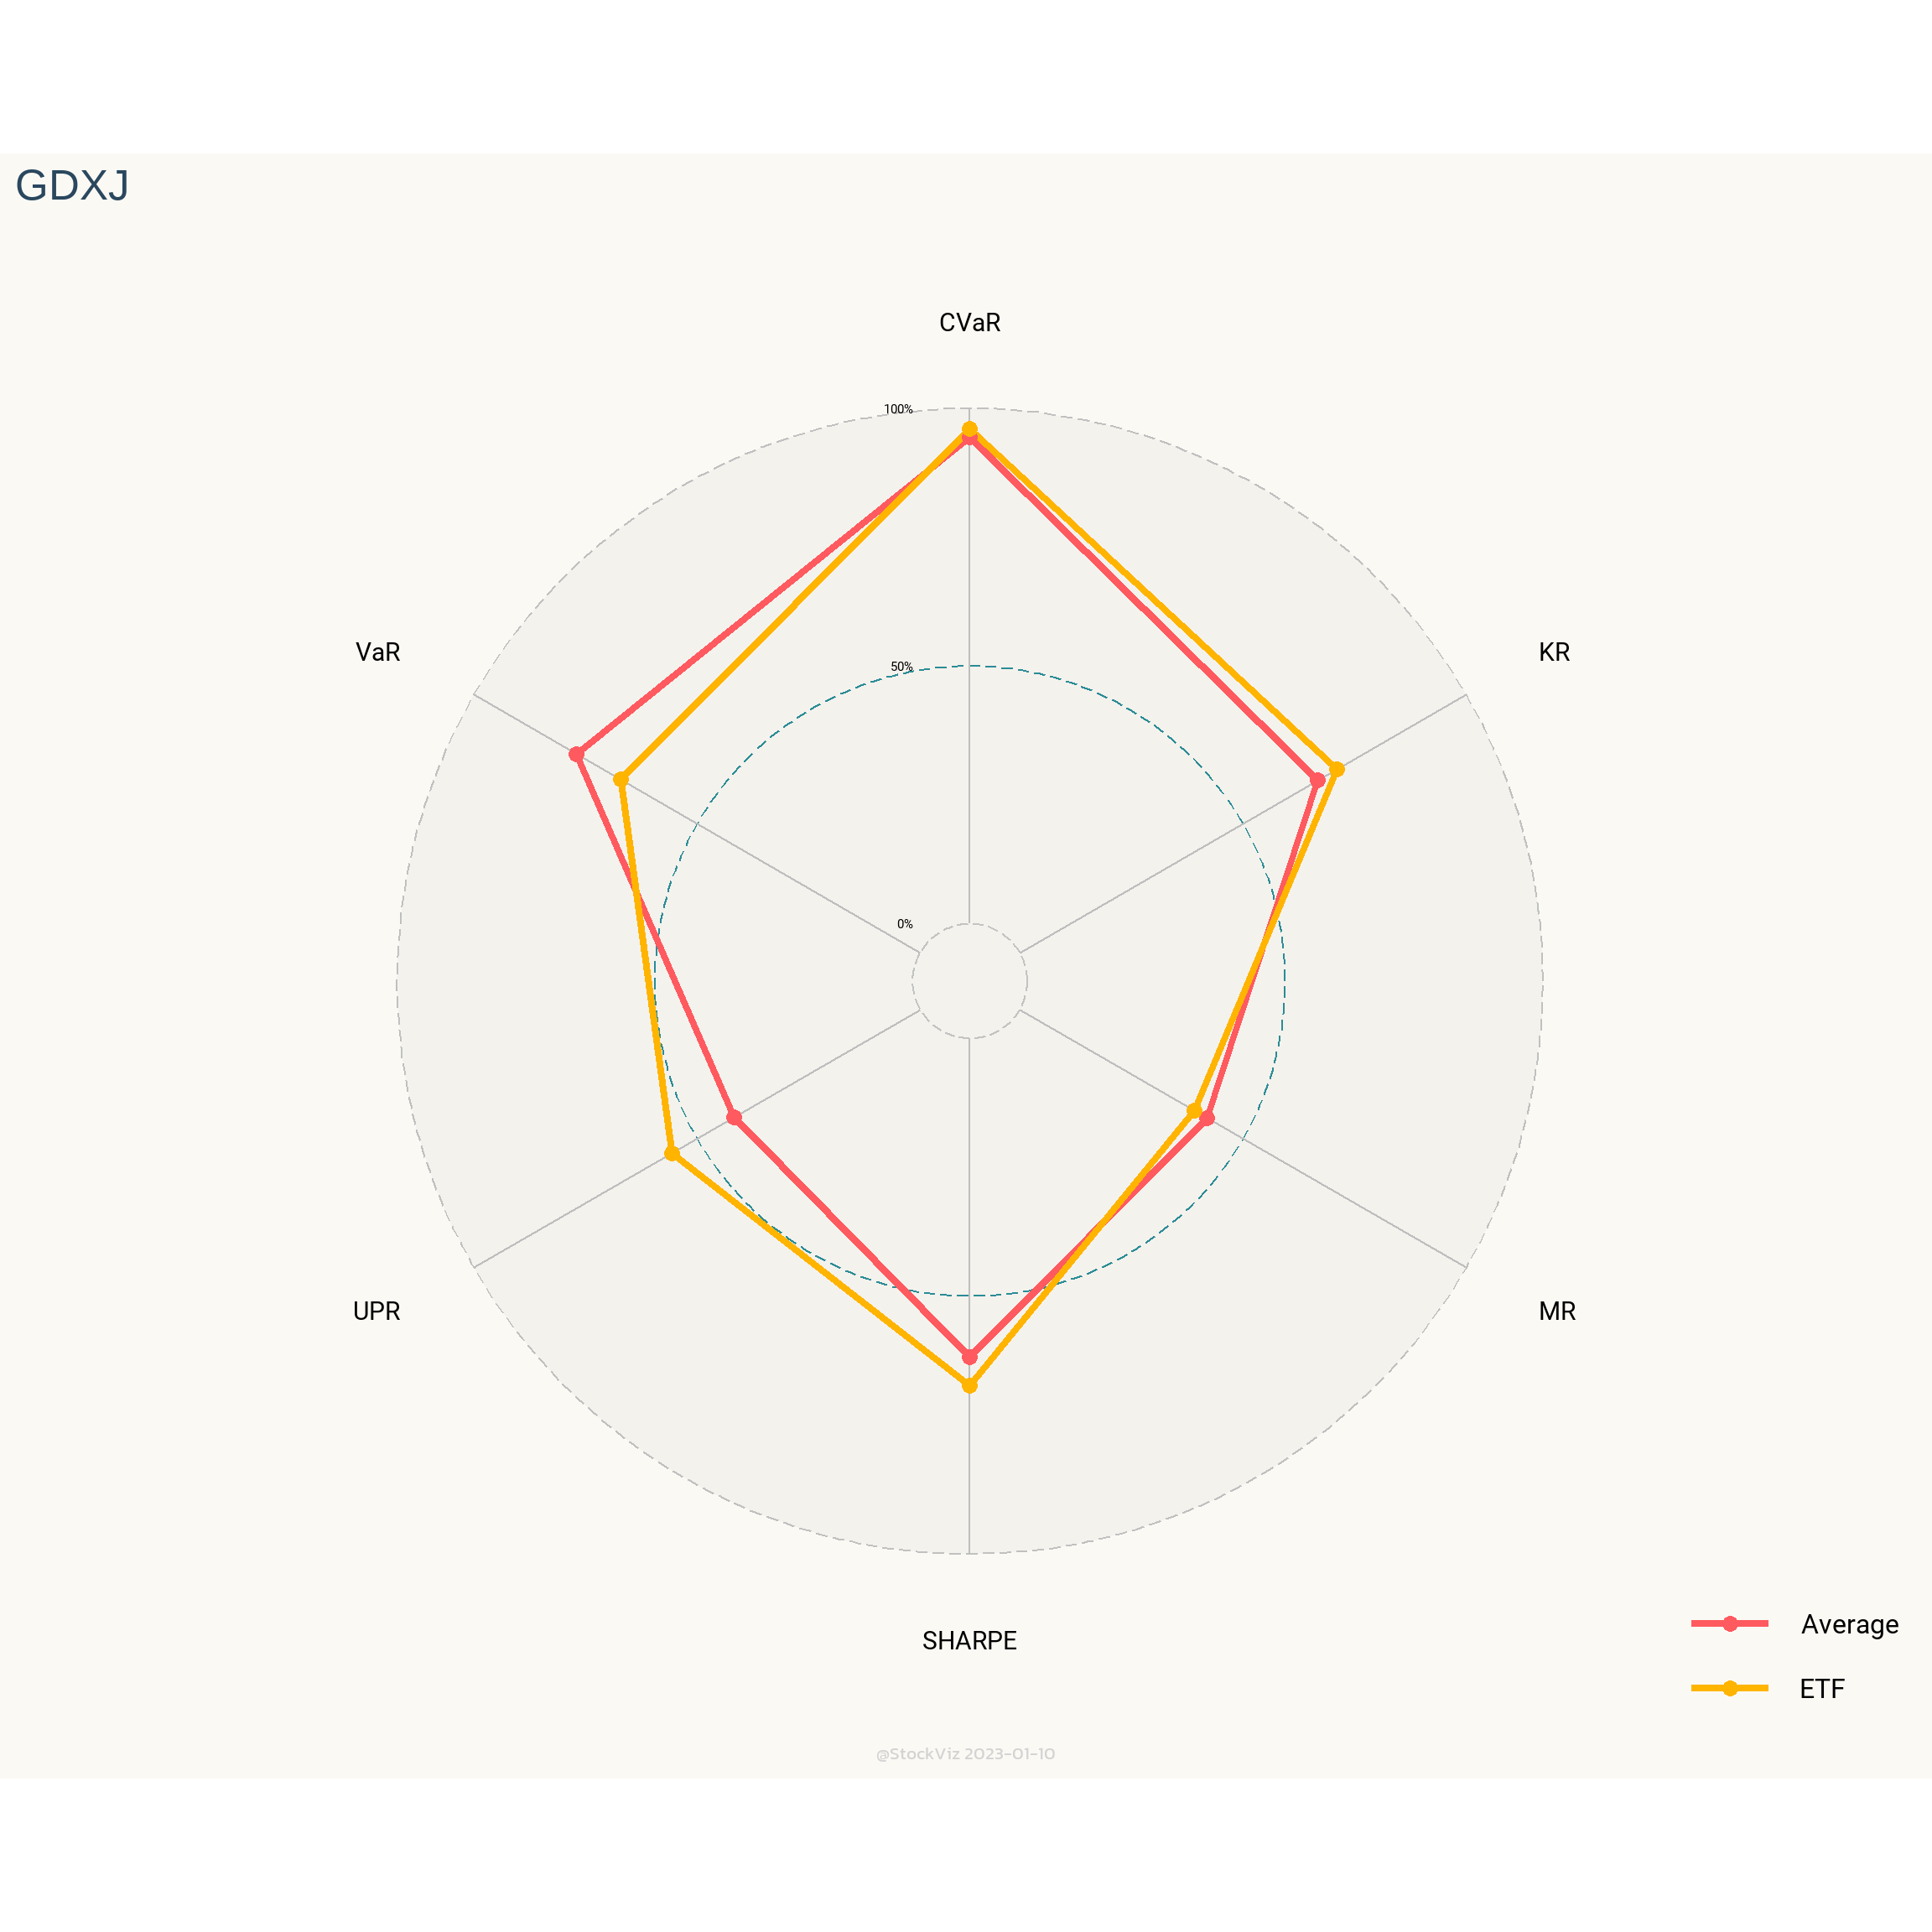 GDXJ
CVaR
100%
VaR
KR
50%
0%
UPR
MR
SHARPE
Average
ETF
@StockViz 2023-01-10